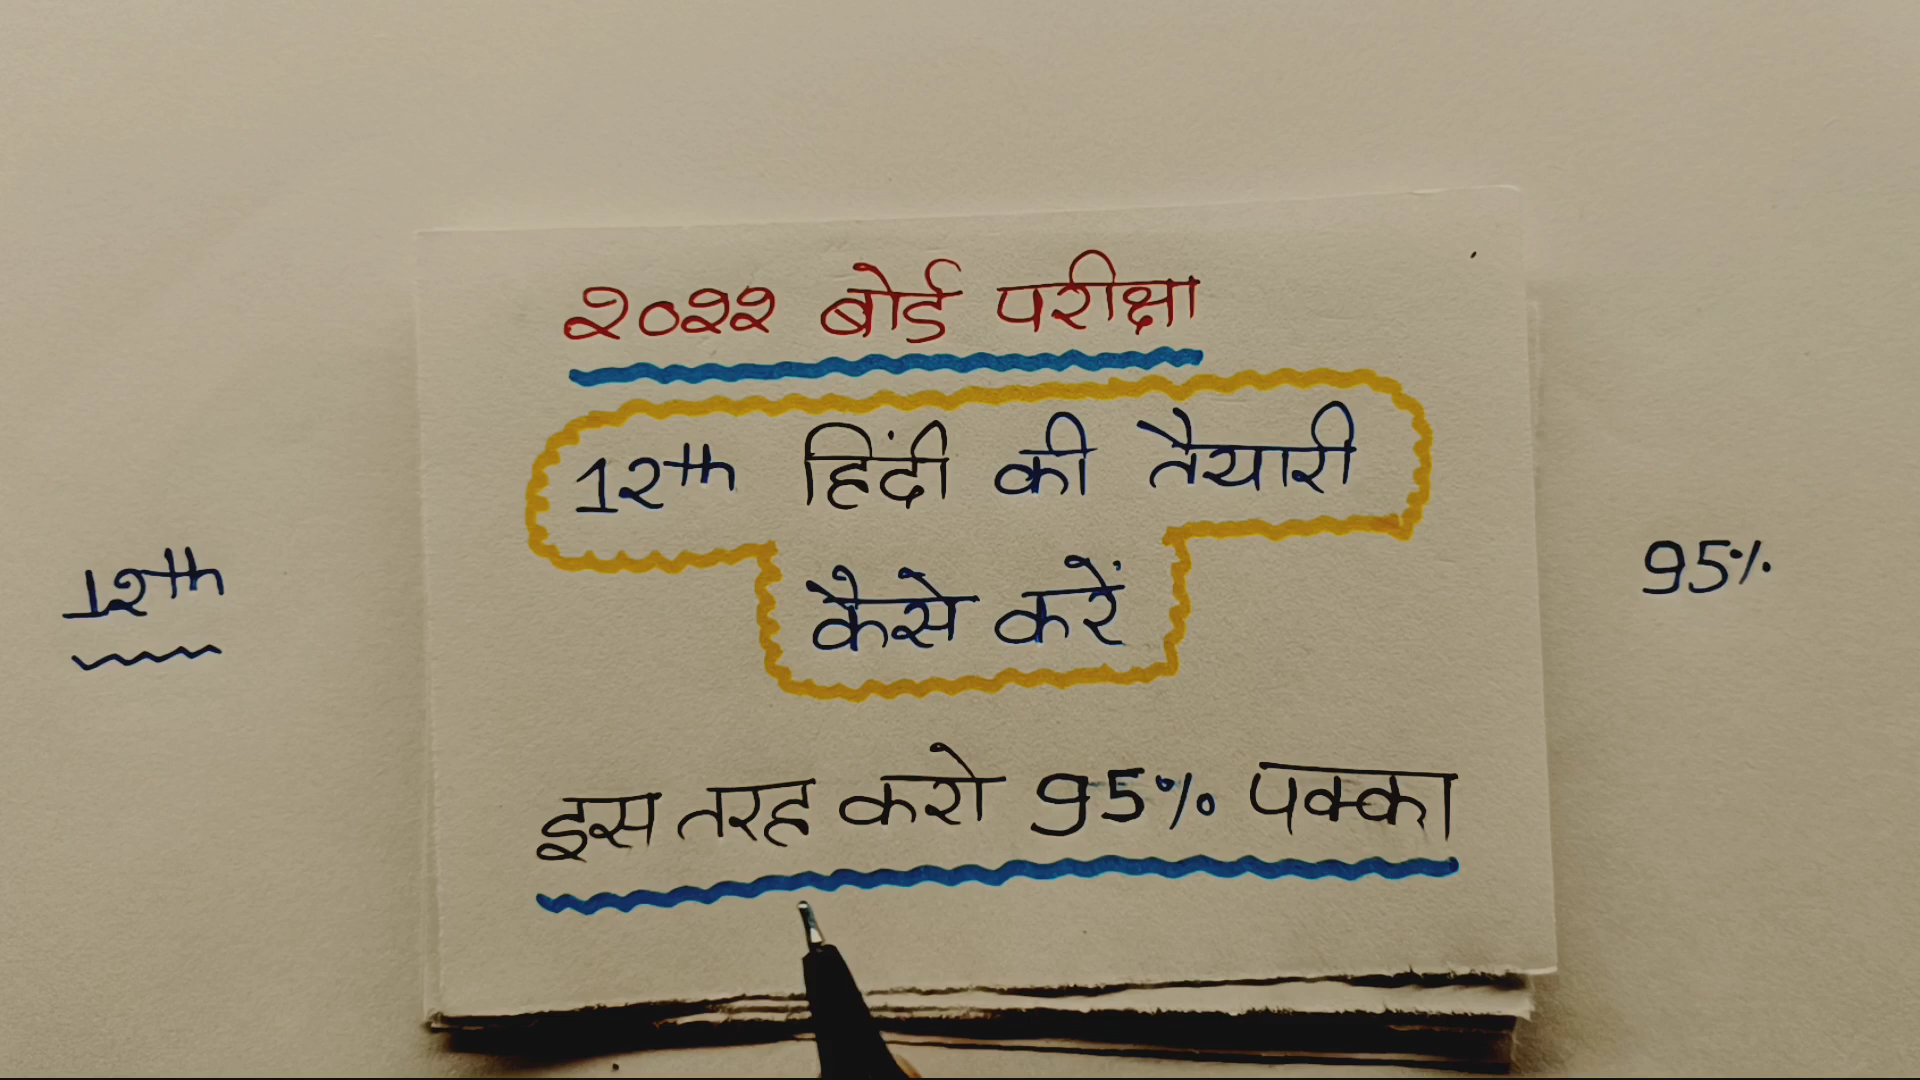 २०२२ बोर्ड परीक्षा
12th हिंदी की तैयारी
कैसे करें
12th
95%
इस तरह करो 95% पक्का